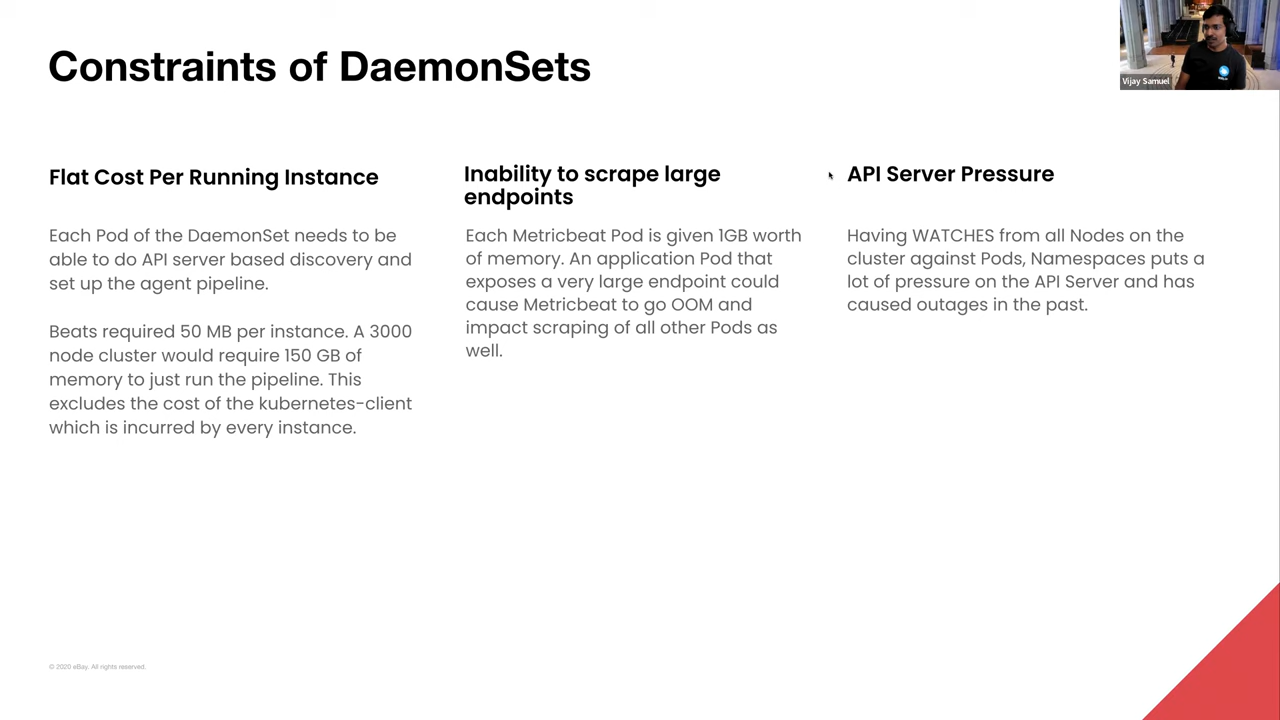 Constraints of DaemonSets
Vijay Samuel
Flat Cost Per Running Instance
Each Pod of the DaemonSet needs to be
able to do API server based discovery and
set up the agent pipeline.
Beats required 50 MB per instance. A 3000
node cluster would require 150 GB of
memory to just run the pipeline. This
excludes the cost of the kubernetes-client
which is incurred by every instance.
Inability to scrape large
endpoints
Each Metricbeat Pod is given 1GB worth
of memory. An application Pod that
exposes a very large endpoint could
cause Metricbeat to go OOM and
impact scraping of all other Pods as
well.
API Server Pressure
Having WATCHES from all Nodes on the
cluster against Pods, Namespaces puts a
lot of pressure on the API Server and has
caused outages in the past.
© 2020 eBay. All rights reserved.